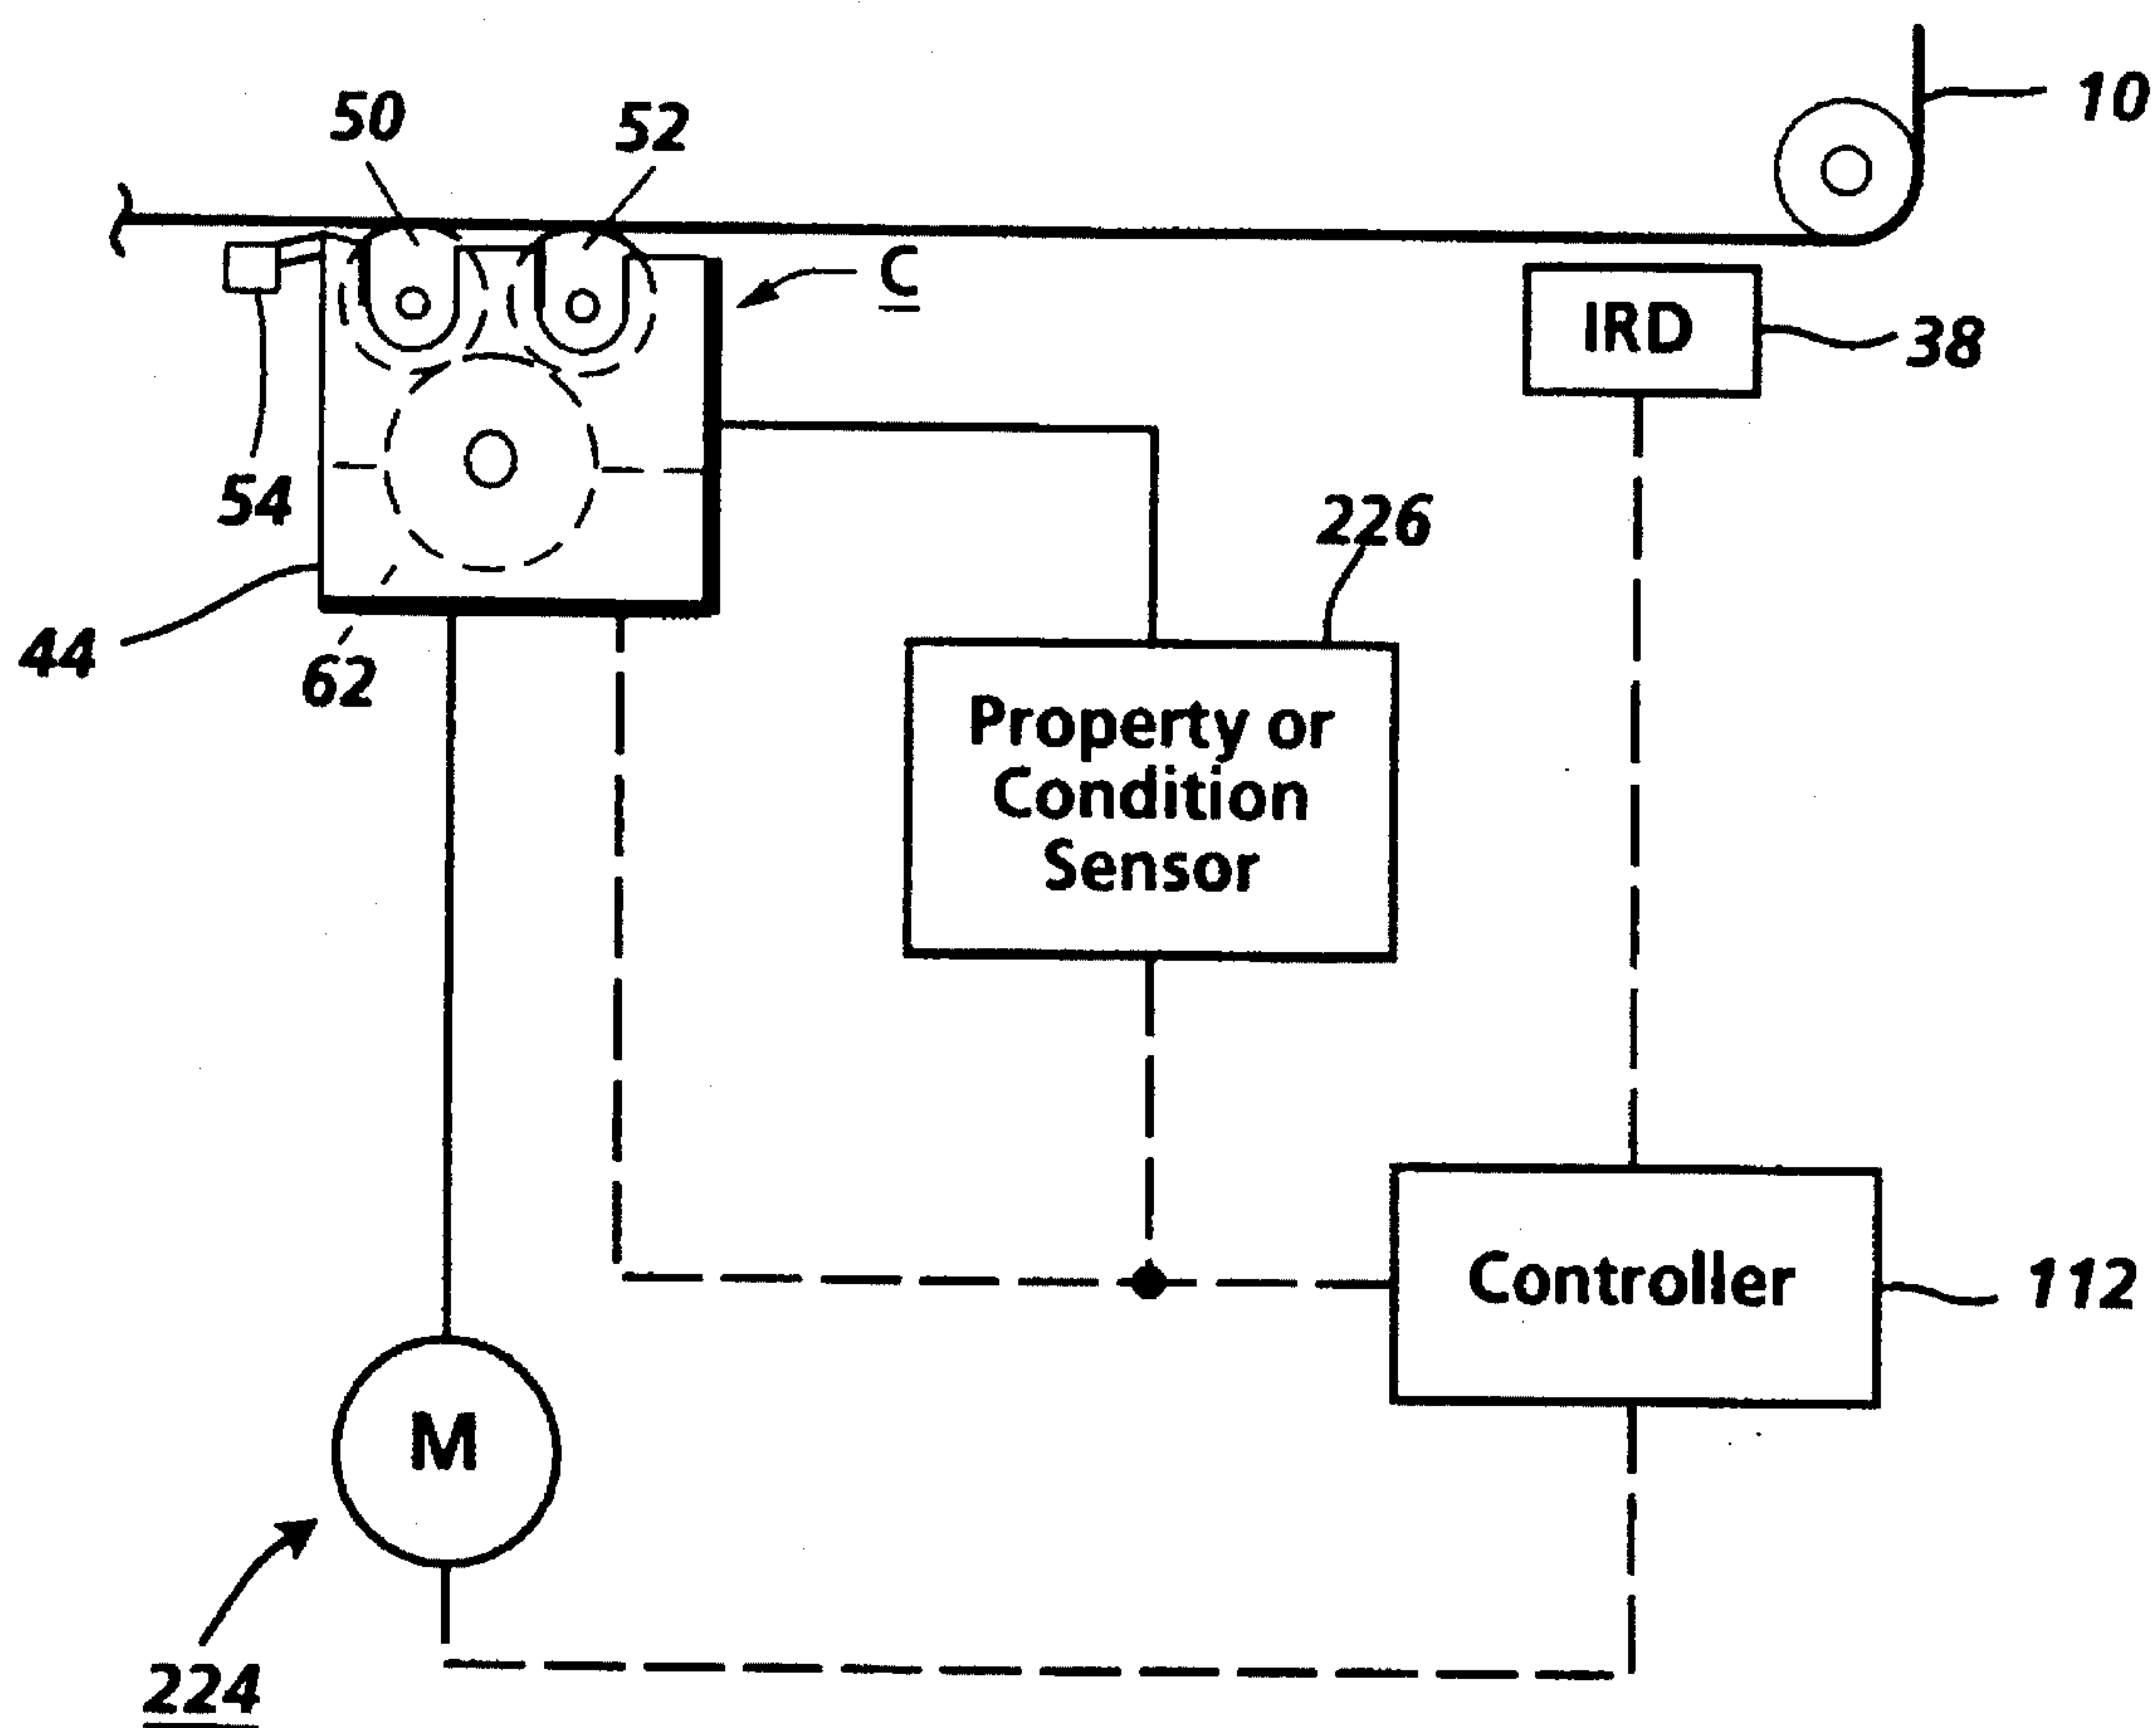 10
50
52
C
IRD
38
54
226
44
62
Property or
Condition
Sensor
Controller
112
M
224